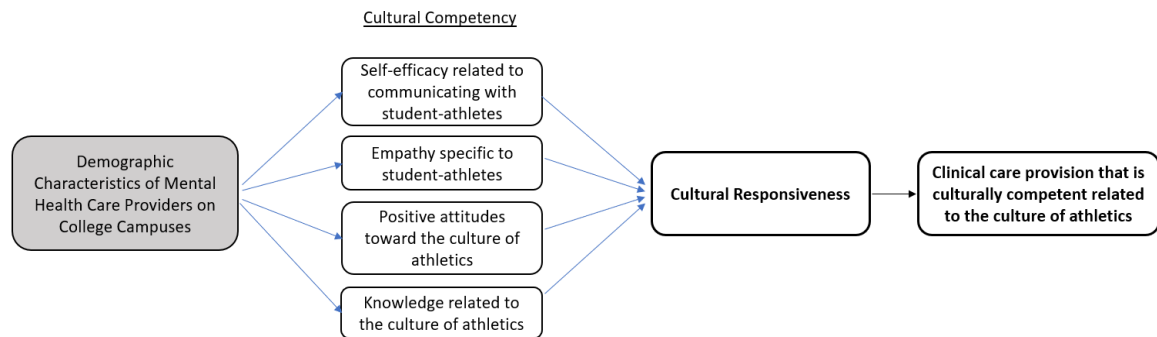 Cultural Competency
Demographic
Characteristics of Mental
Health Care Providers on
College Campuses
Self-efficacy related to
communicating with
student-athletes
Empathy specific to
student-athletes
Positive attitudes
toward the culture of
athletics
Knowledge related to
the culture of athletics
Cultural Responsiveness
Clinical care provision that is
culturally competent related
to the culture of athletics